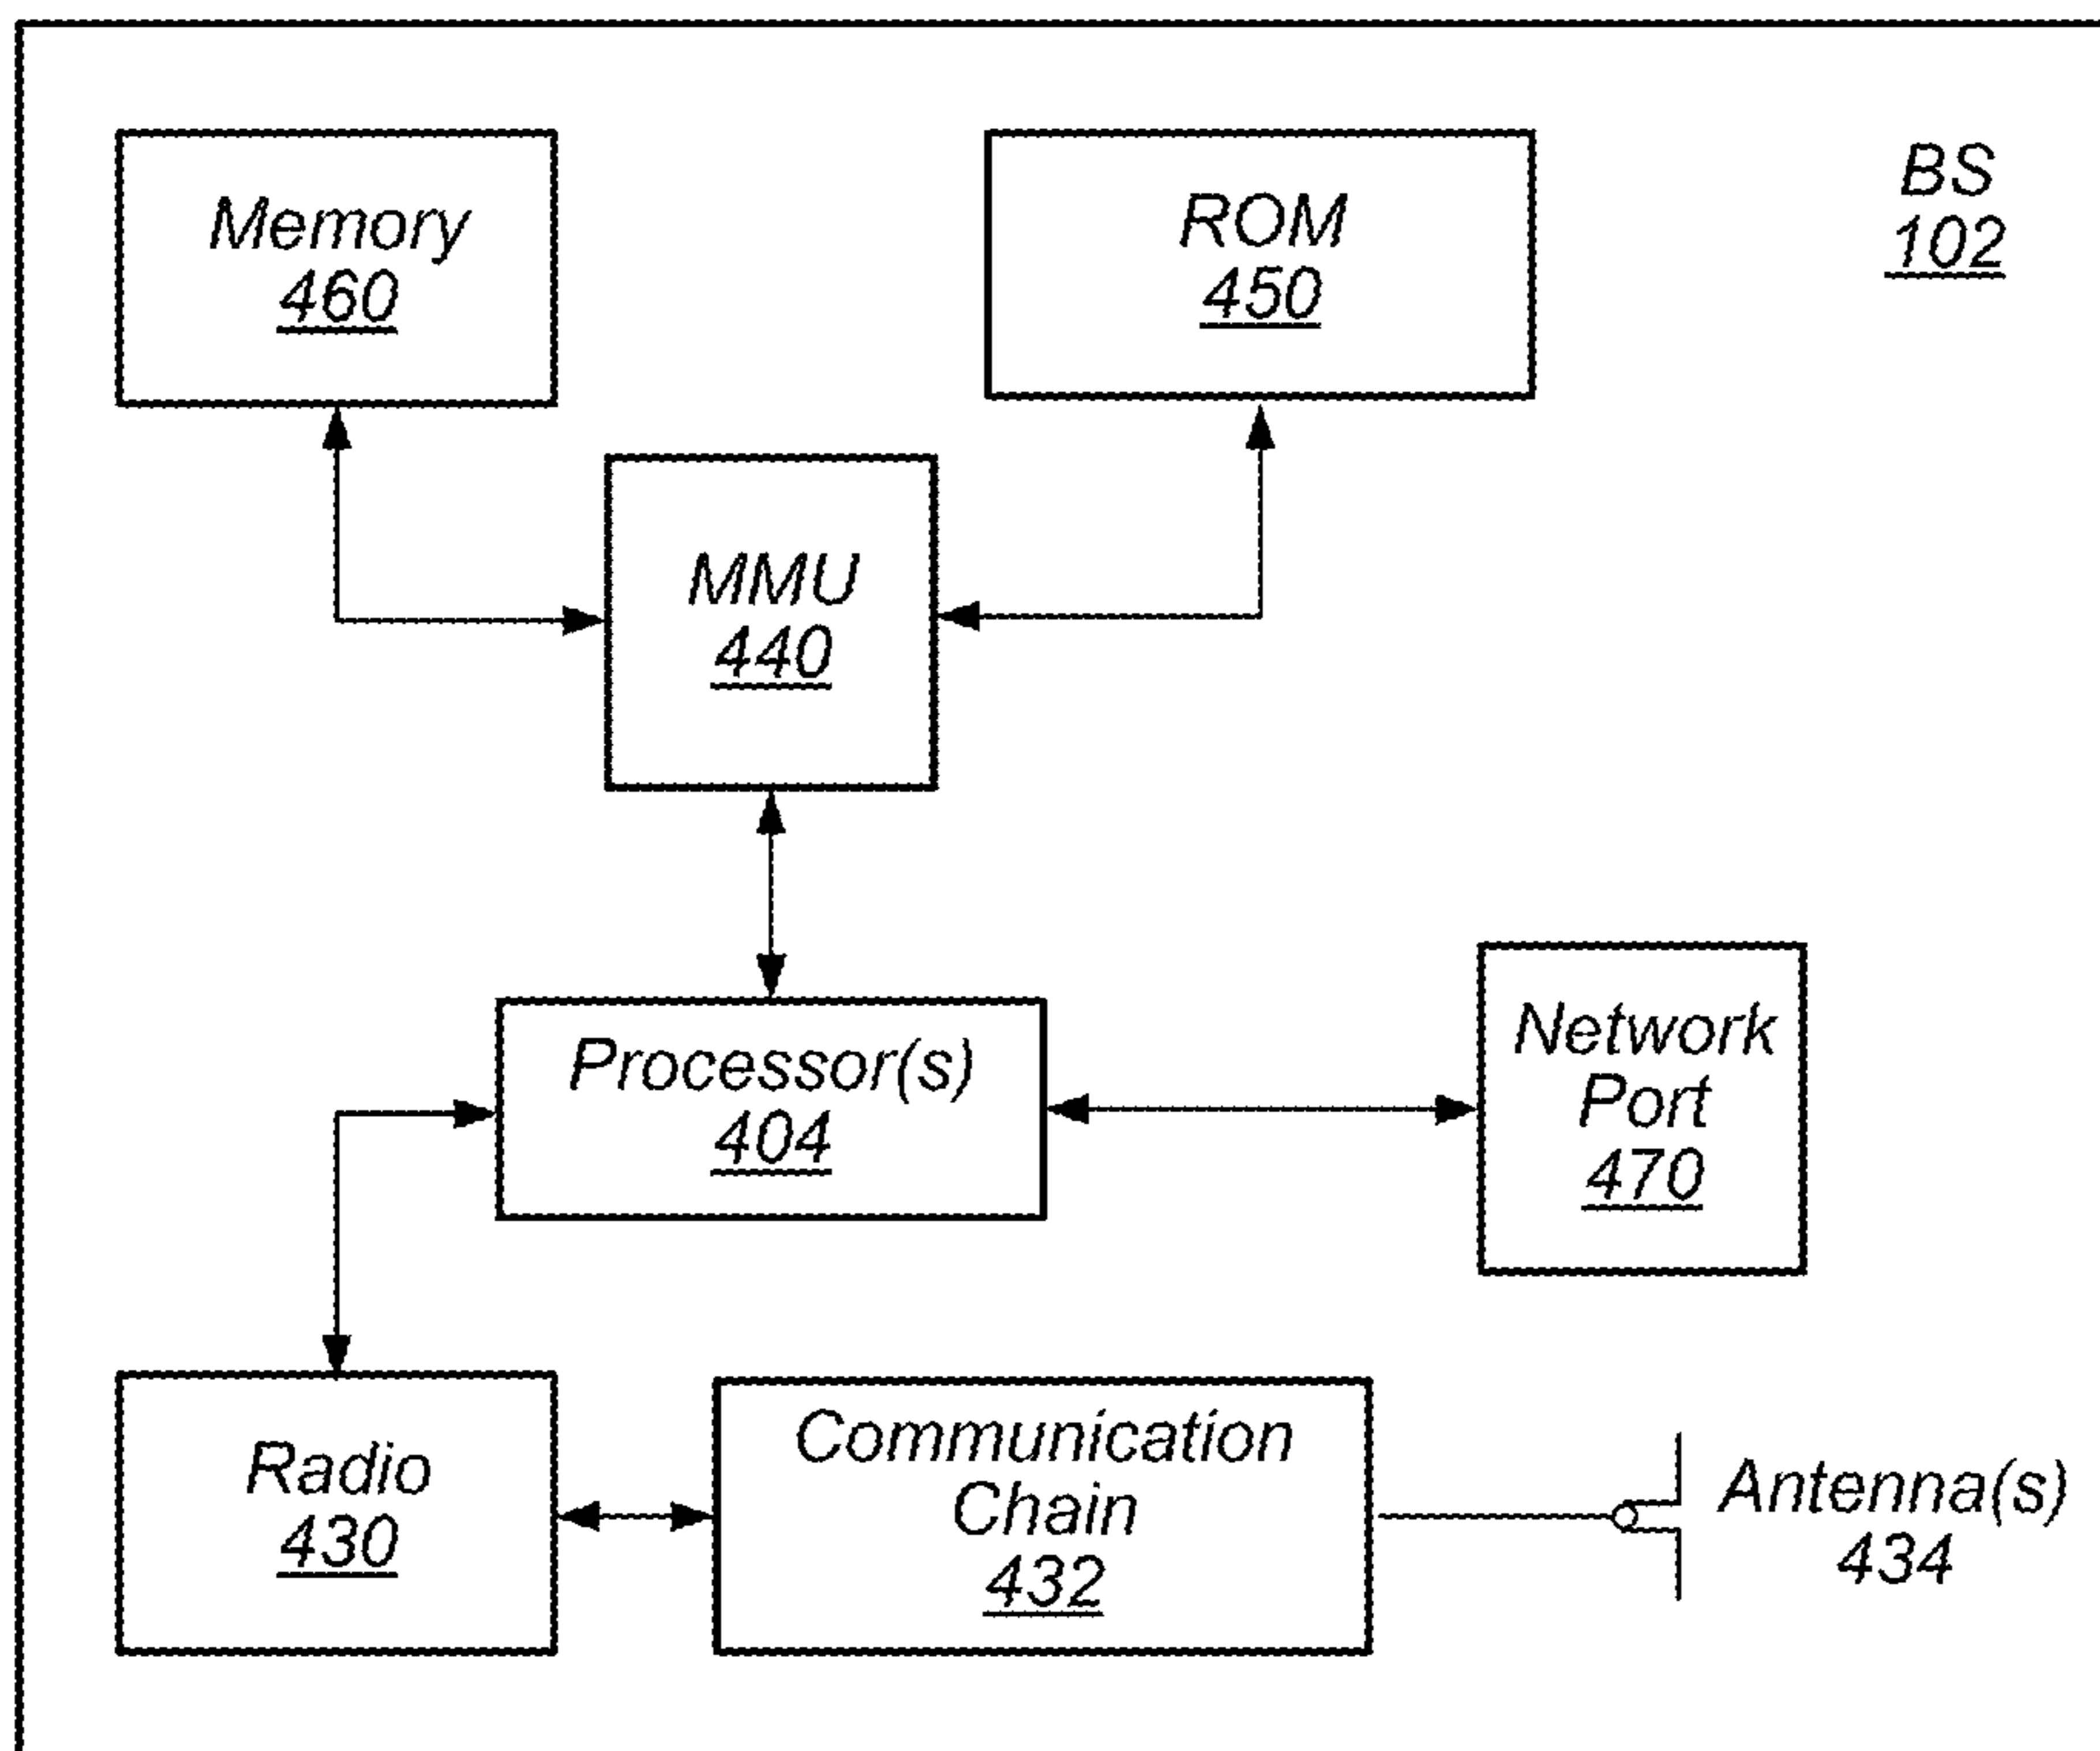 Memory
460
ROM
450
BS
102
MMU
440
Processor(s)
404
Network
Port
470
Radio
430
Communication
Chain
432
Antenna(s)
434